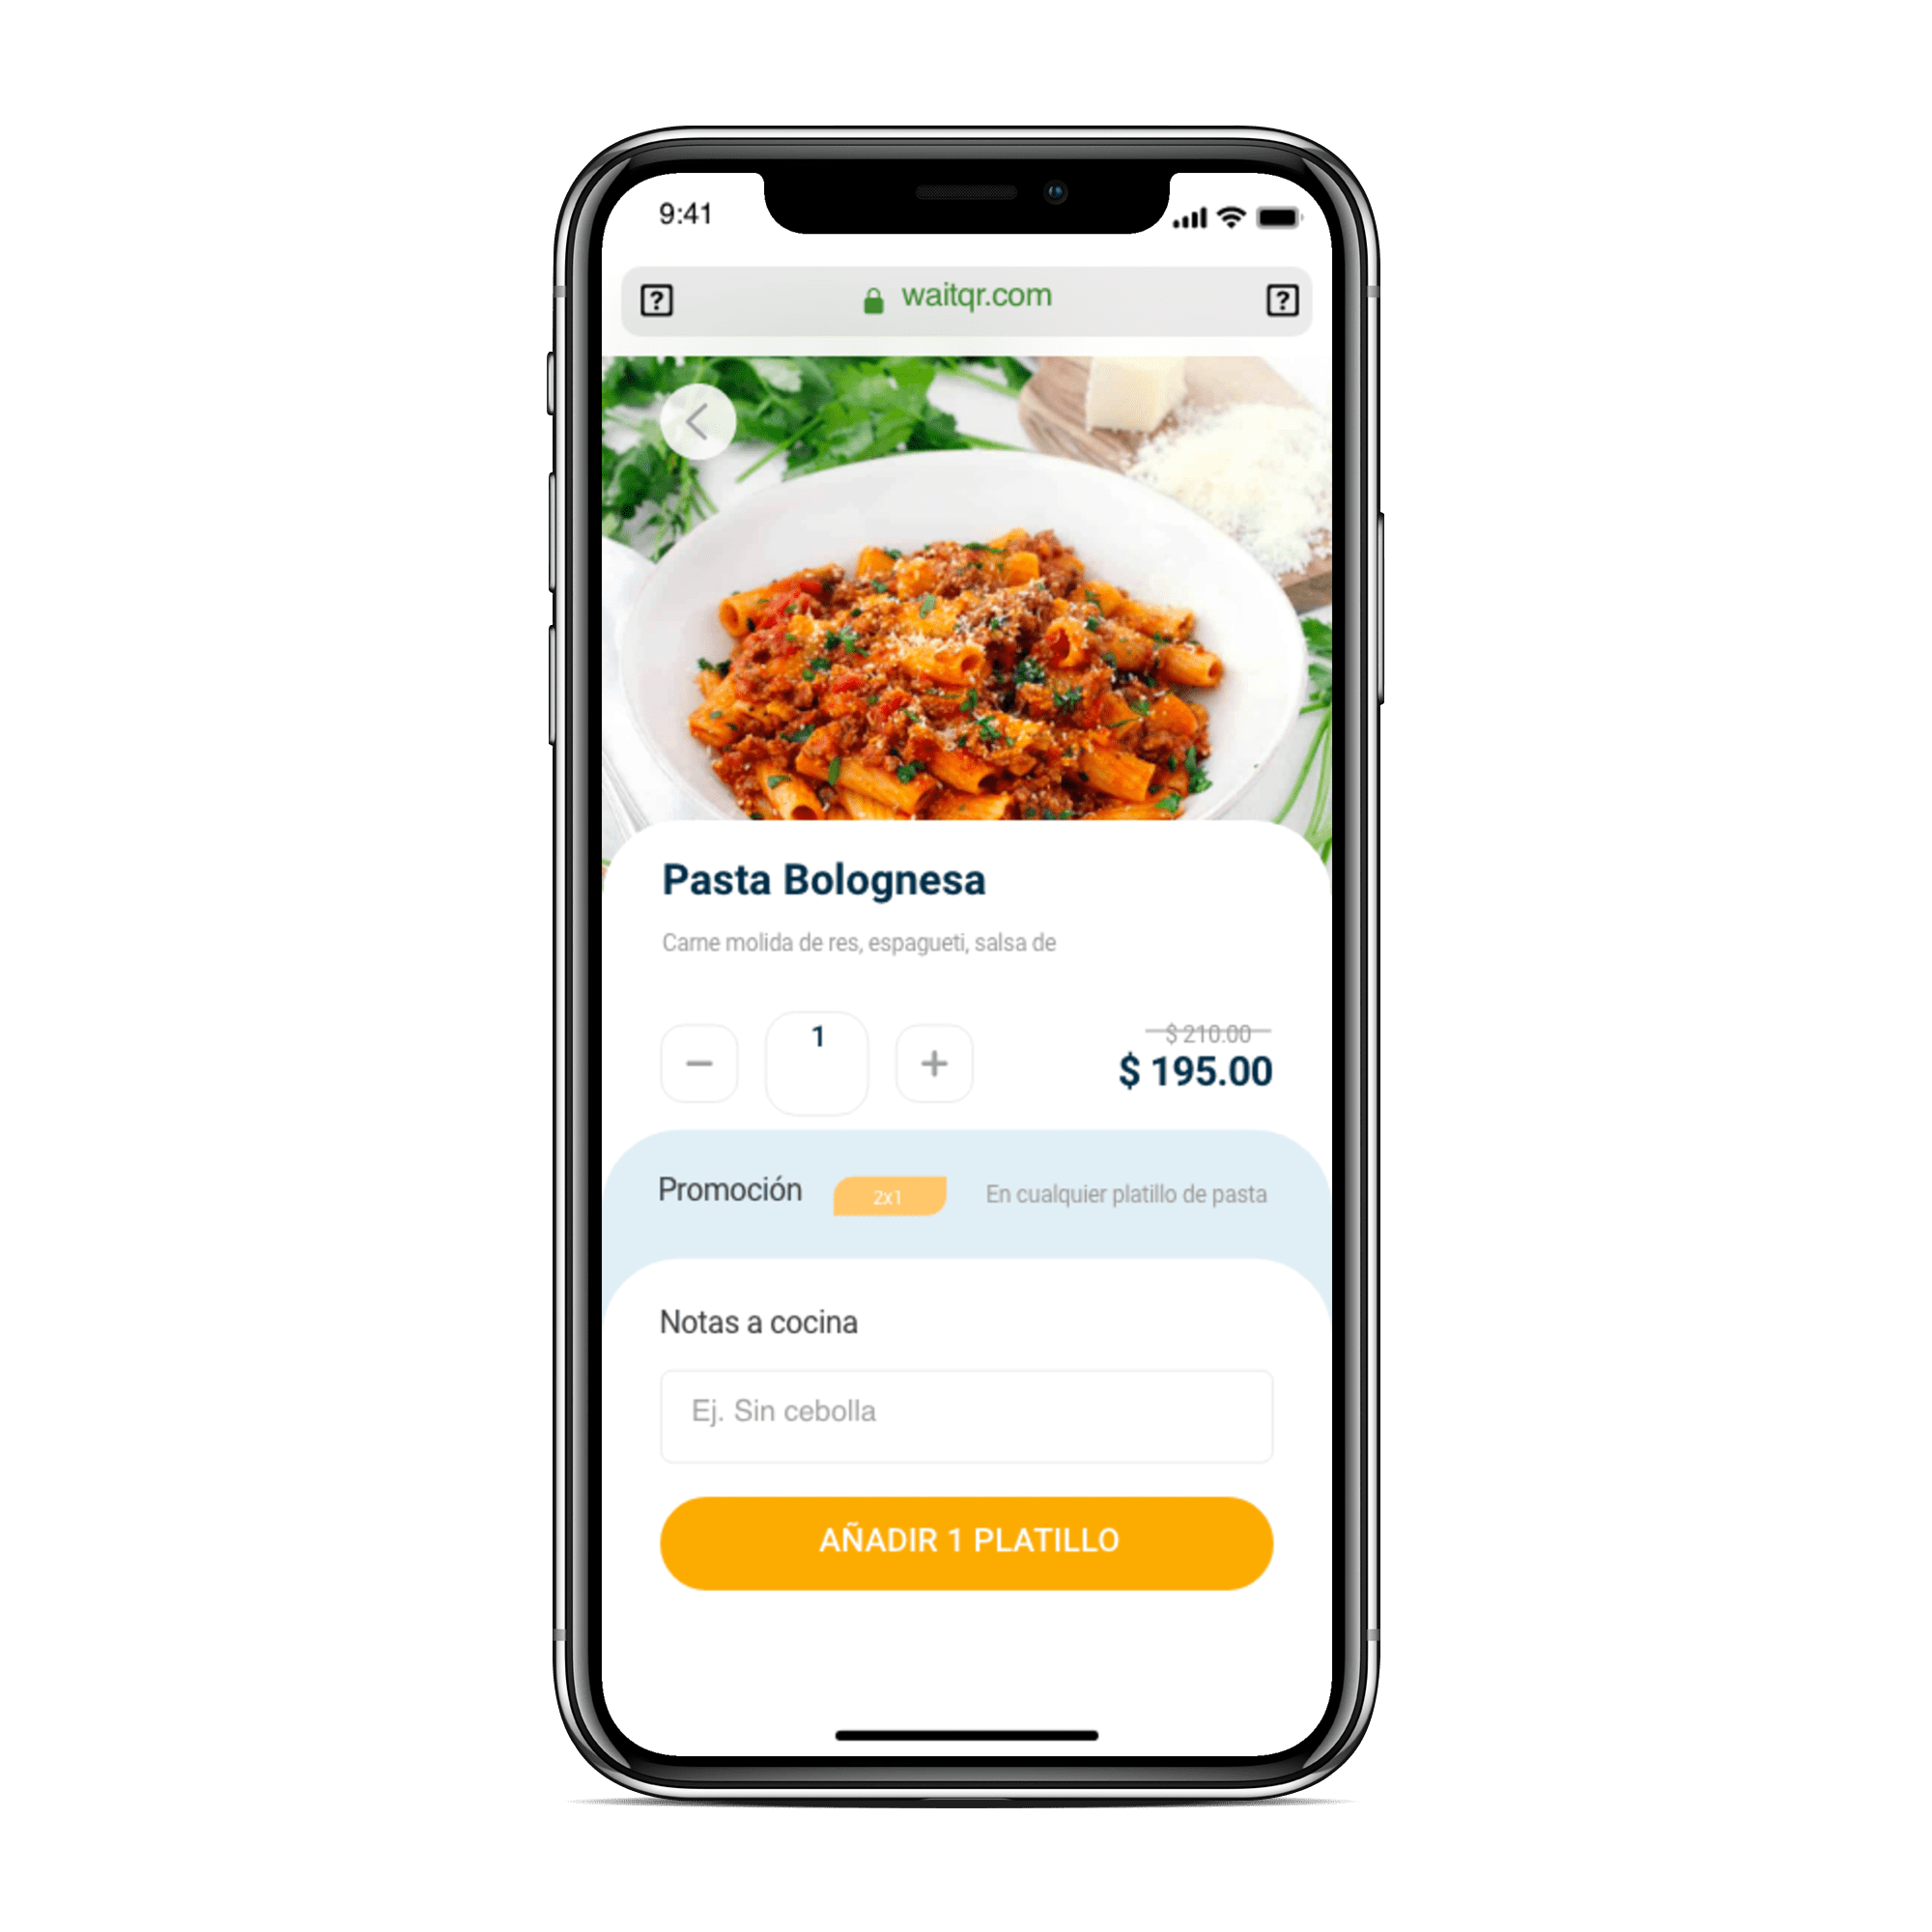 9:41
waitqr.com
Pasta Bolognesa
Carne molida de res, espagueti, salsa de
1
$ 210.00
$ 195.00
Promoción 2x1 En cualquier platillo de pasta
Notas a cocina
Ej. Sin cebolla
AÑADIR 1 PLATILLO